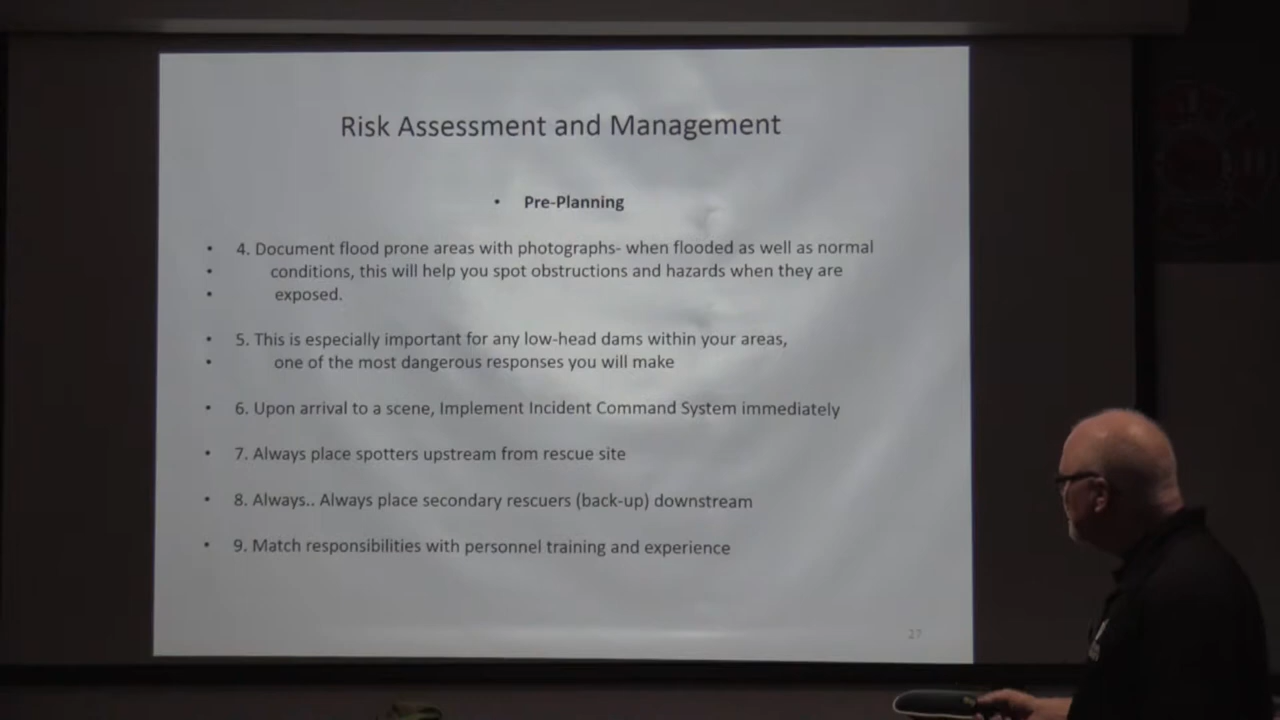 Risk Assessment and Management
• Pre-Planning
• 4. Document flood prone areas with photographs- when flooded as well as normal
• conditions, this will help you spot obstructions and hazards when they are
• exposed.
• 5. This is especially important for any low-head dams within your areas,
• one of the most dangerous responses you will make
• 6. Upon arrival to a scene, Implement Incident Command System immediately
• 7. Always place spotters upstream from rescue site
• 8. Always.. Always place secondary rescuers (back-up) downstream
• 9. Match responsibilities with personnel training and experience
27